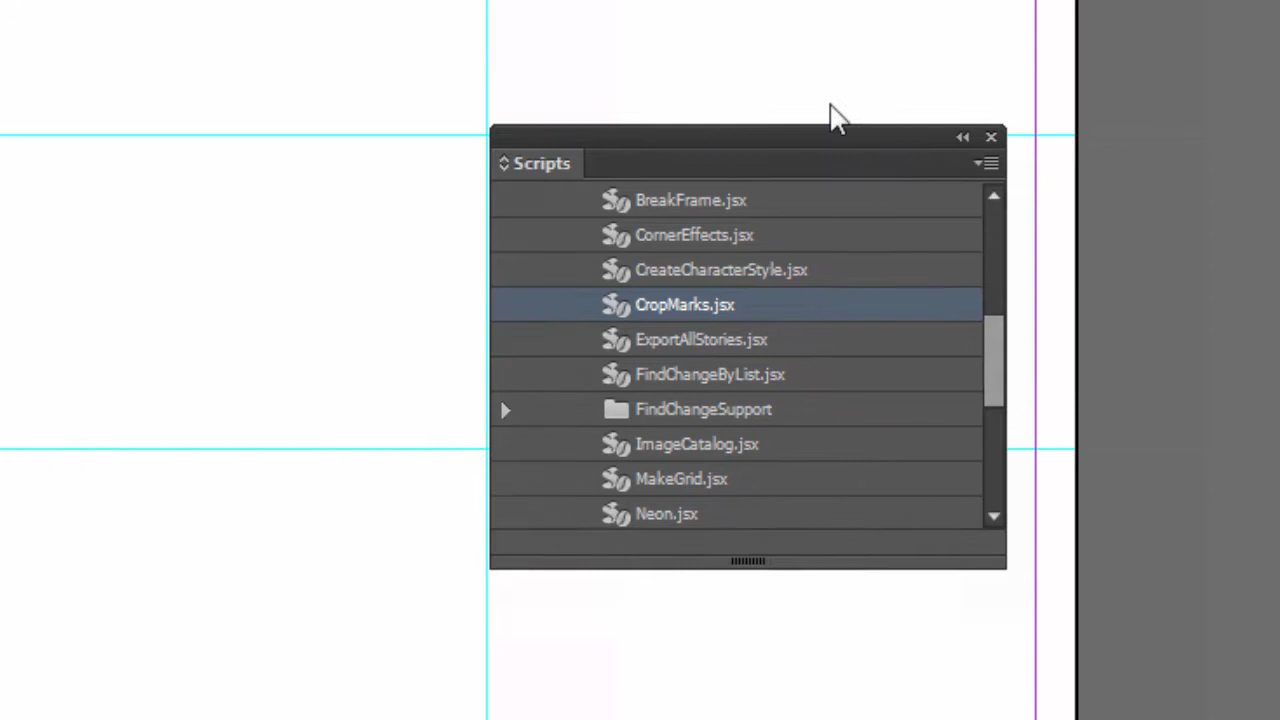 Scripts
BreakFrame.jsx
CornerEffects.jsx
CreateCharacterStyle.jsx
CropMarks.jsx
ExportAllStories.jsx
FindChangeByList.jsx
FindChangeSupport
ImageCatalog.jsx
MakeGrid.jsx
Neon.jsx